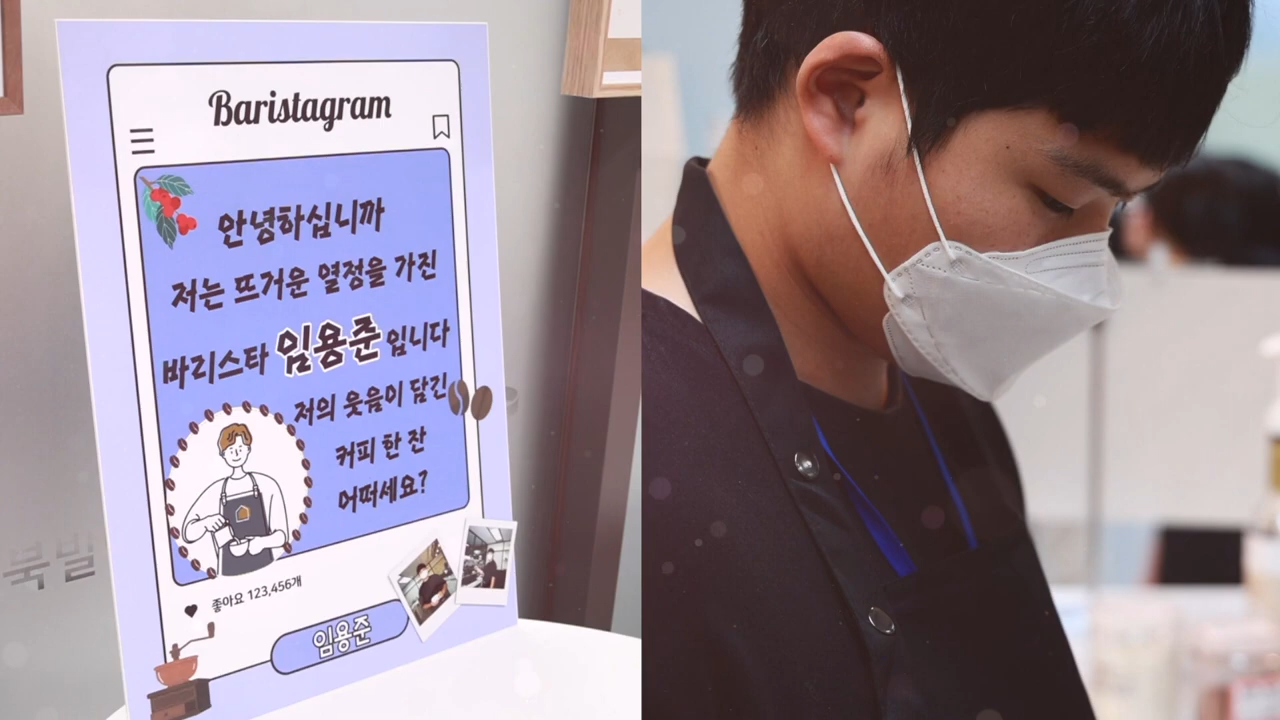 Baristagram
안녕하십니까
저는 뜨거운 열정을 가진
바리스타 임용준 입니다
저의 웃음이 담긴
커피 한 잔
어떠세요?
좋아요 123,456개
임용준
북빌